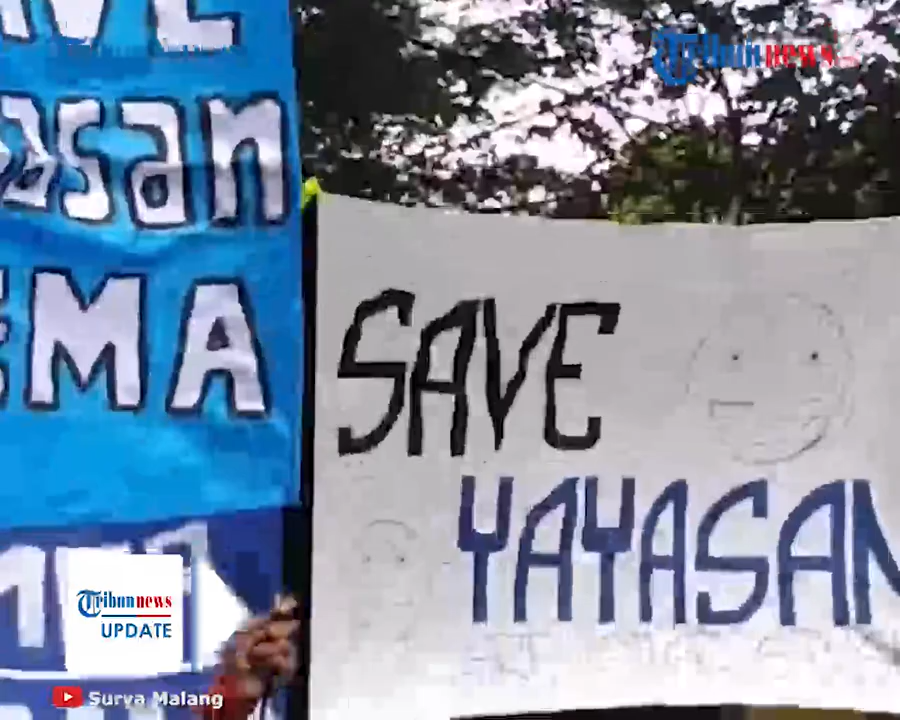 asan
EMA
SAVE
YAYASAN
Tribunnews
Tribunnews
UPDATE
Surya Malang